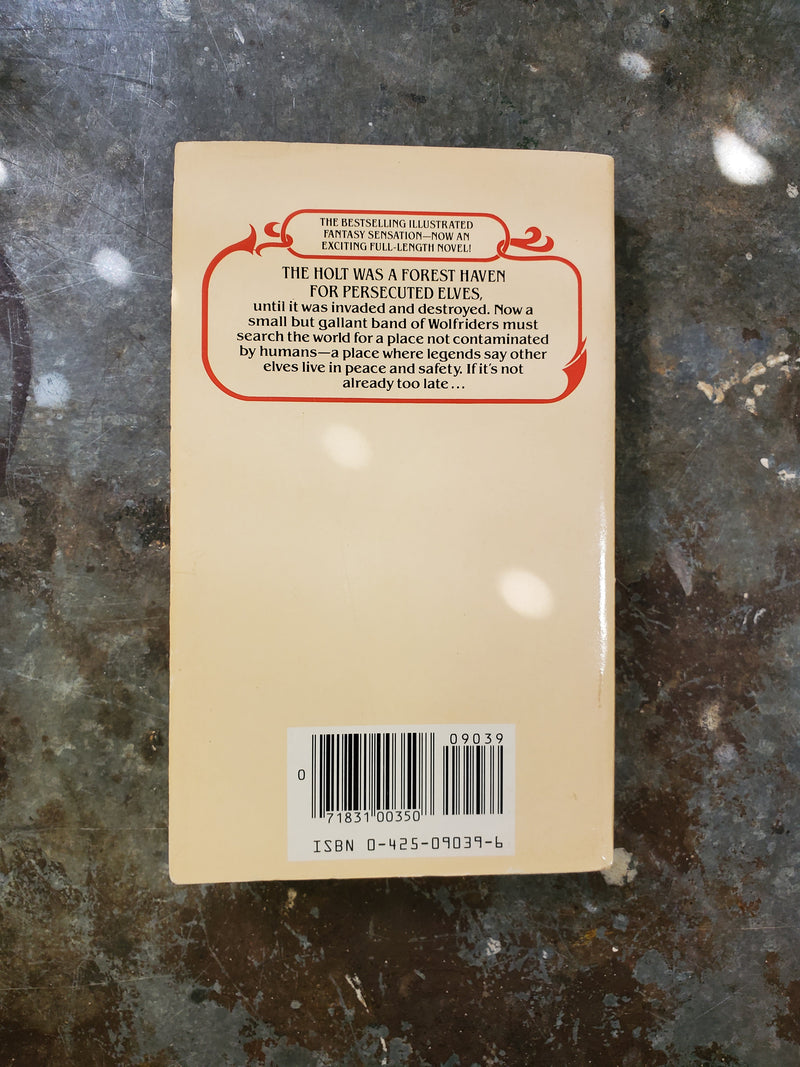 THE BESTSELLING ILLUSTRATED
FANTASY SENSATION—NOW AN
EXCITING FULL-LENGTH NOVEL!
THE HOLT WAS A FOREST HAVEN
FOR PERSECUTED ELVES,
until it was invaded and destroyed. Now a
small but gallant band of Wolfriders must
search the world for a place not contaminated
by humans—a place where legends say other
elves live in peace and safety. If it's not
already too late...
09039
0
71831 00350
ISBN 0-425-09039-6